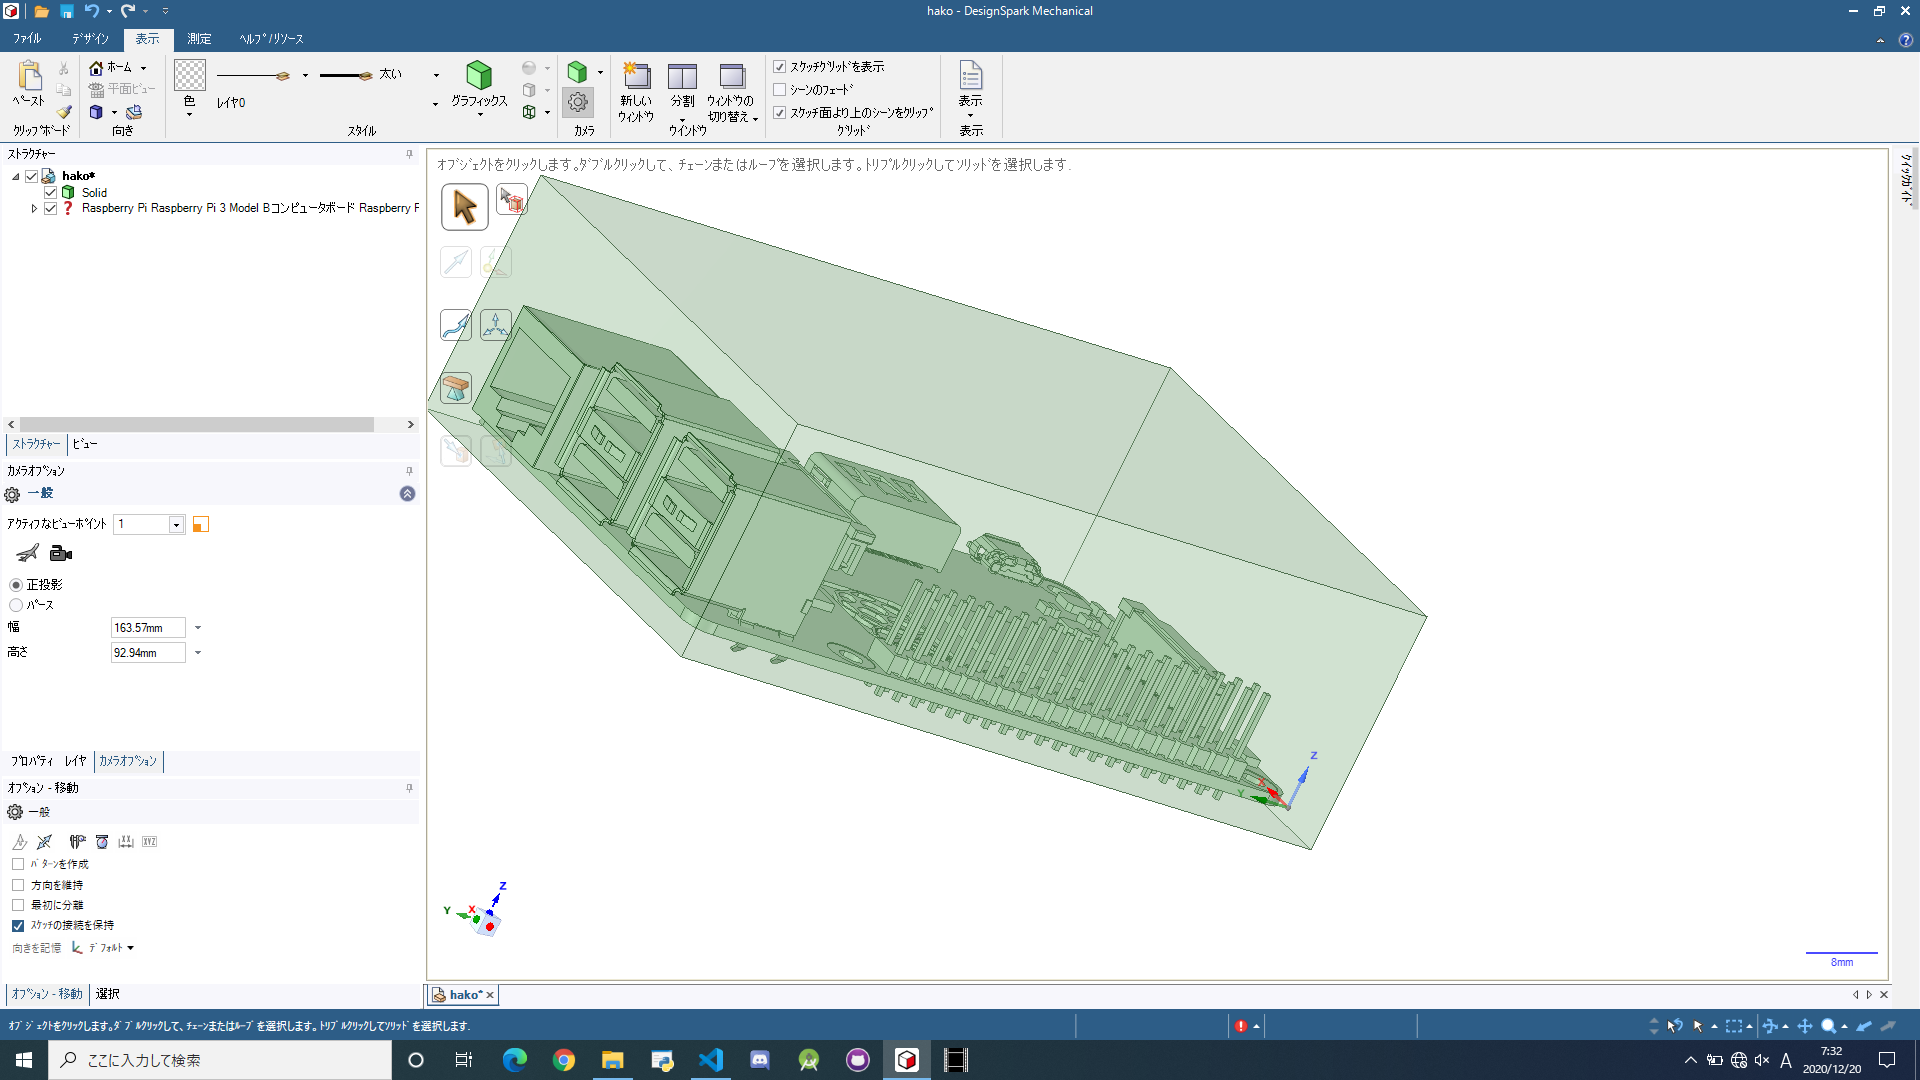 hako - DesignSpark Mechanical
ファイル デザイン 表示 測定 ヘルプ/リソース
ペースト
クリップボード
ホーム
平面ビュー
向き
色
レイヤ0
太い
スタイル
グラフィックス
カメラ
新しい ウィンドウ
分割
ウィンドウの 切り替え
ウインドウ
スケッチグリッドを表示
シーンのフェード
スケッチ面より上のシーンをクリップ
グリッド
表示
表示
ストラクチャー
hako*
Solid
Raspberry Pi Raspberry Pi 3 Model Bコンピュータボード Raspberry P
ストラクチャー ビュー
カメラオプション
一般
アクティブなビューポイント 1
正投影
パース
幅 163.57mm
高さ 92.94mm
プロパティ レイヤ カメラオプション
オプション - 移動
一般
XYZ
パターンを作成
方向を維持
最初に分離
スケッチの接続を保持
向きを記憶 デフォルト
オプション - 移動 選択
オブジェクトをクリックします。ダブルクリックして、チェーンまたはループを選択します。トリプルクリックしてソリッドを選択します.
Z
X
Y
Z
X
Y
8mm
クイックガイド
hako*
オブジェクトをクリックします。ダブルクリックして、チェーンまたはループを選択します。トリプルクリックしてソリッドを選択します.
ここに入力して検索
A
7:32
2020/12/20